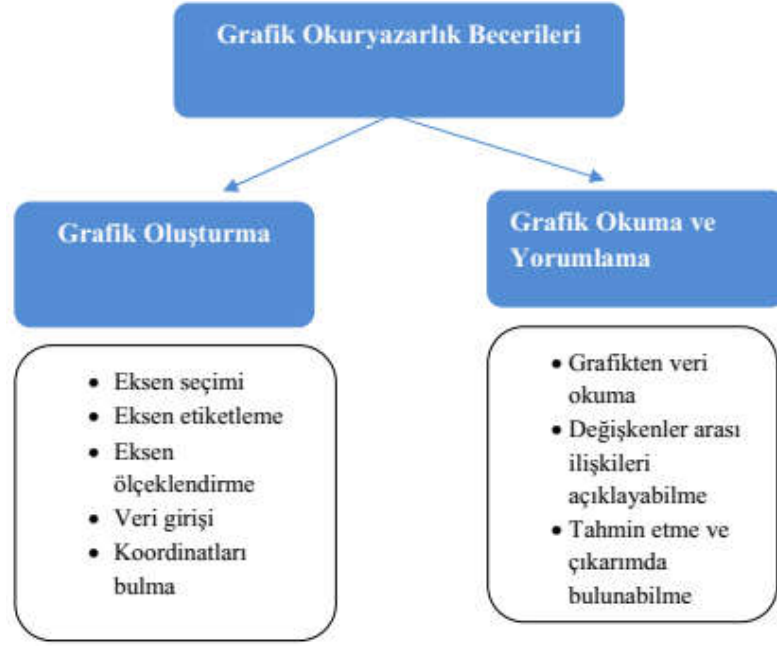 Grafik Okuryazarlık Becerileri
Grafik Oluşturma
• Eksen seçimi
• Eksen etiketleme
• Eksen
ölçeklendirme
• Veri girişi
• Koordinatları
bulma
Grafik Okuma ve
Yorumlama
• Grafikten veri
okuma
• Değişkenler arası
ilişkileri
açıklayabilme
• Tahmin etme ve
çıkarımda
bulunabilme